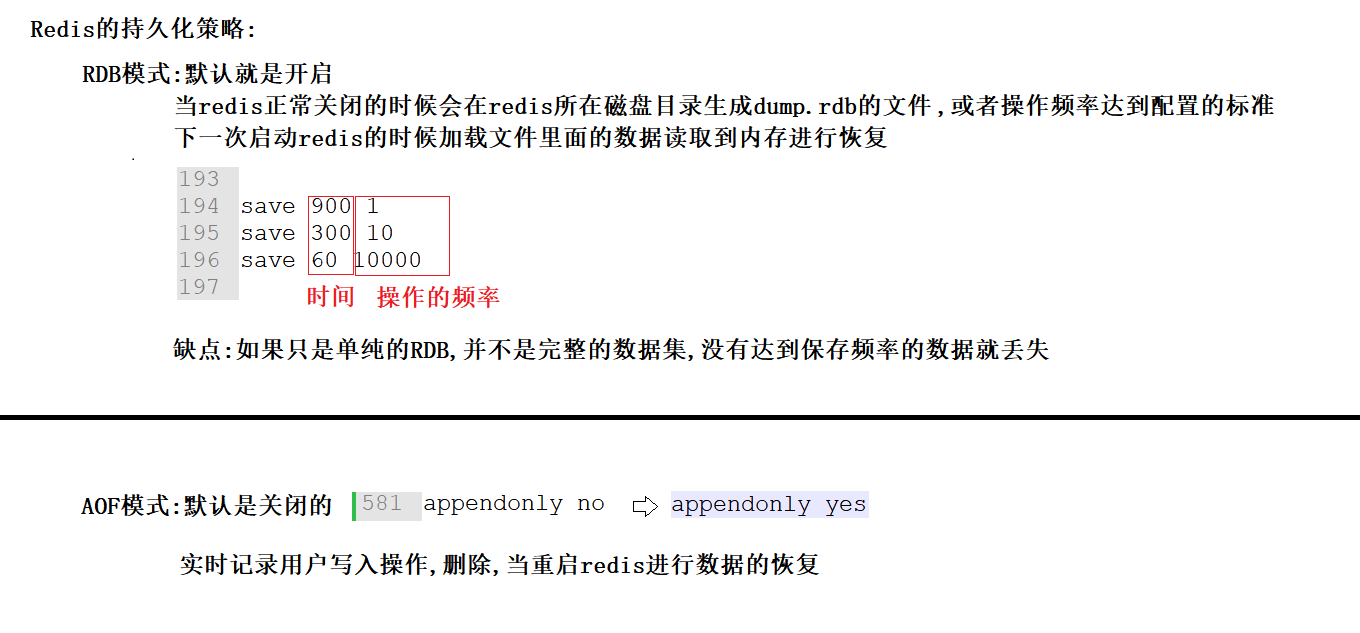 Redis的持久化策略:
RDB模式:默认就是开启
当redis正常关闭的时候会在redis所在磁盘目录生成dump.rdb的文件,或者操作频率达到配置的标准
下一次启动redis的时候加载文件里面的数据读取到内存进行恢复
193
194 save 900 1
195 save 300 10
196 save 60 10000
197
时间 操作的频率
缺点:如果只是单纯的RDB,并不是完整的数据集,没有达到保存频率的数据就丢失
AOF模式:默认是关闭的 581 appendonly no appendonly yes
实时记录用户写入操作,删除,当重启redis进行数据的恢复